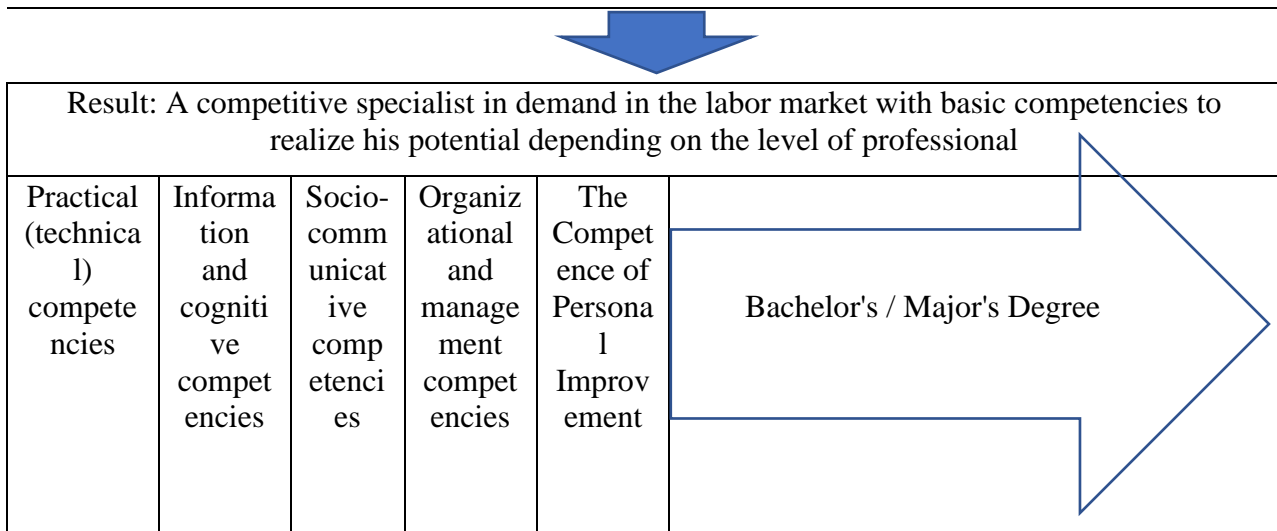 Result: A competitive specialist in demand in the labor market with basic competencies to
realize his potential depending on the level of professional
Practical
(technica
l)
compete
ncies
Informa
tion
and
cogniti
ve
compet
encies
Socio-
comm
unicat
ive
comp
etenci
es
Organiz
ational
and
manage
ment
compet
encies
The
Compet
ence of
Persona
l
Improv
ement
Bachelor's / Major's Degree